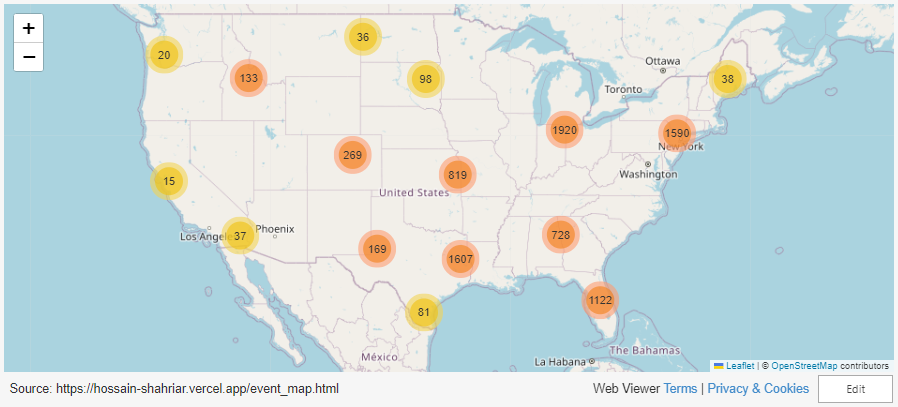 +
−
20
36
133
98
Ottawa
Toronto
38
1920
1590
New York
269
Washington
15
819
United States
Los Angele
37
Phoenix
728
169
1607
1122
81
The Bahamas
México
La Habana
Leaflet | © OpenStreetMap contributors
Source: https://hossain-shahriar.vercel.app/event_map.html
Web Viewer Terms | Privacy & Cookies
Edit